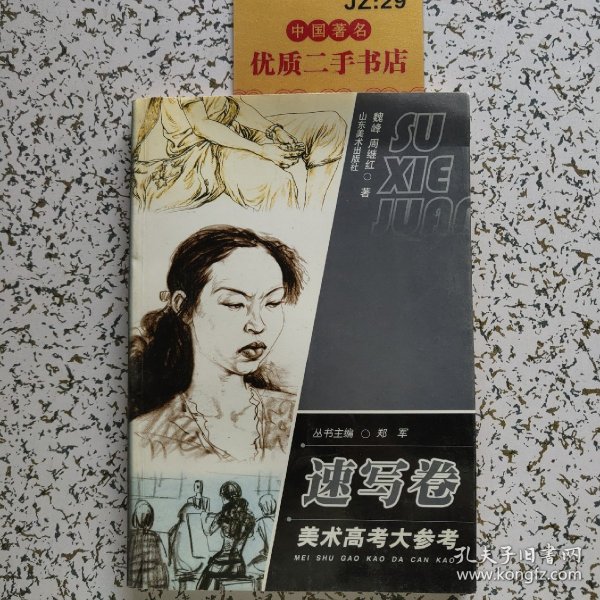 JZ:29
中国著名
优质二手书店
SU
XIE
JUAN
魏峰 周继红○著
山东美术出版社
丛书主编 ○ 郑 军
速写卷
美术高考大参考
MEI SHU GAO KAO DA CAN KAO
孔夫子旧书网
www.kongfz.com